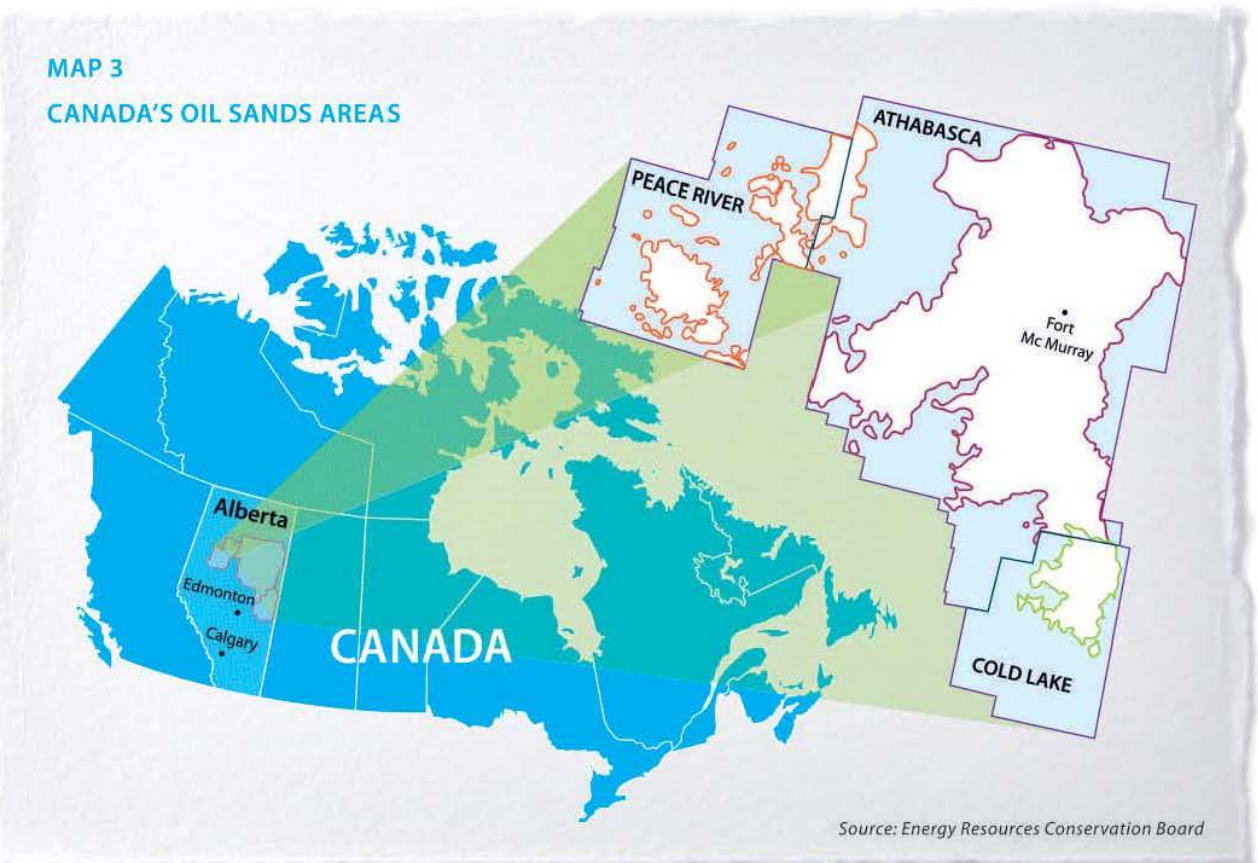 MAP 3
CANADA'S OIL SANDS AREAS
ATHABASCA
PEACE RIVER
Fort
Mc Murray
Alberta
Edmonton
Calgary
CANADA
COLD LAKE
Source: Energy Resources Conservation Board